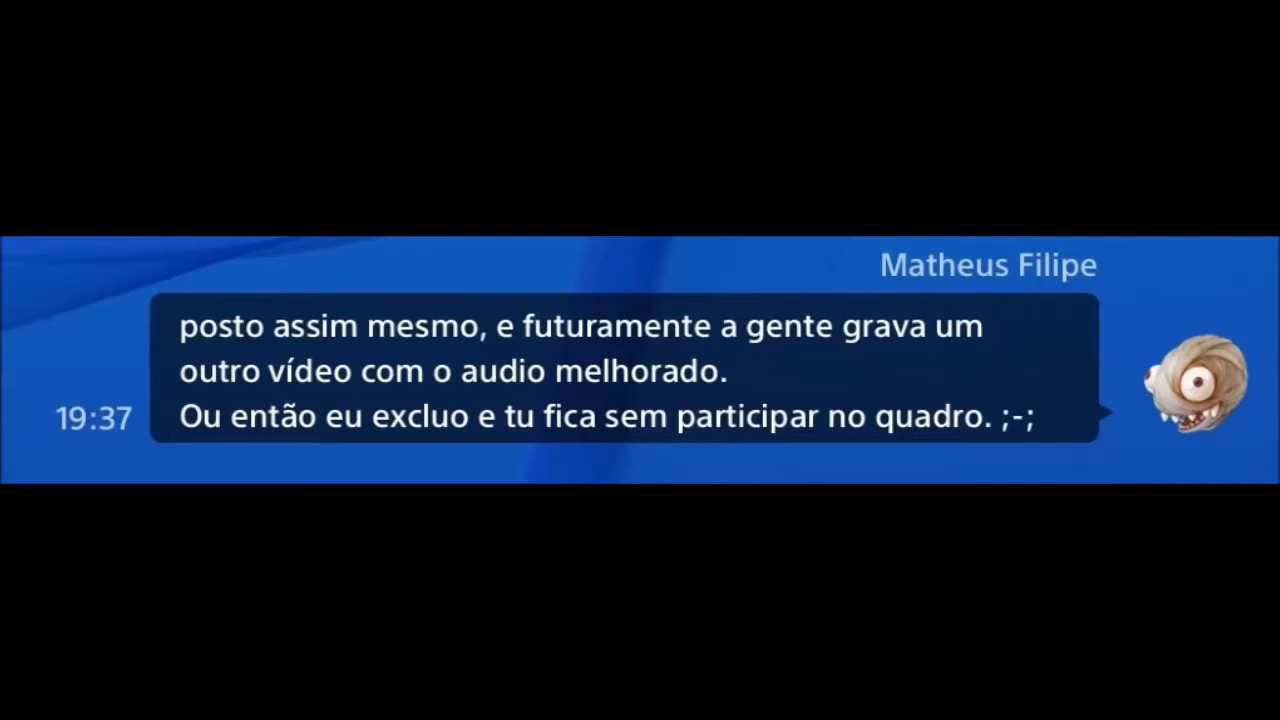 Matheus Filipe
posto assim mesmo, e futuramente a gente grava um
outro vídeo com o audio melhorado.
Ou então eu excluo e tu fica sem participar no quadro. ;-;
19:37